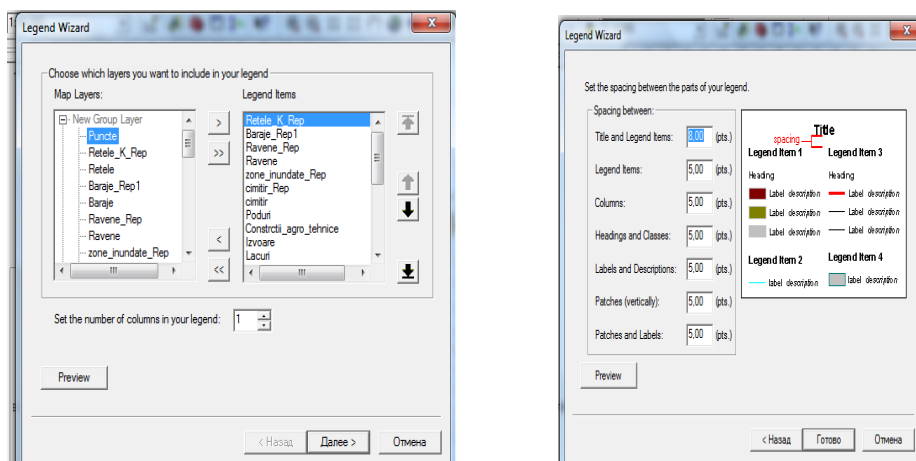 Legend Wizard
Choose which layers you want to include in your legend
Map Layers:
Legend Items
New Group Layer
Puncte
Retele_K_Rep
Retele
Baraje_Rep1
Baraje
Ravene_Rep
Ravene
zone_inundate_Rep
>
>>
<
<<
Retele_K_Rep
Baraje_Rep1
Ravene_Rep
Ravene
zone_inundate_Rep
cimitir_Rep
cimitir
Poduri
Constrctii_agro_tehnice
Izvoare
Lacuri
Set the number of columns in your legend: 1
Preview
< Назад Далее > Отмена
Legend Wizard
Set the spacing between the parts of your legend.
Spacing between:
Title and Legend Items: 8,00 (pts.)
Legend Items: 5,00 (pts.)
Columns: 5,00 (pts.)
Headings and Classes: 5,00 (pts.)
Labels and Descriptions: 5,00 (pts.)
Patches (vertically): 5,00 (pts.)
Patches and Labels: 5,00 (pts.)
Title
spacing
Legend Item 1 Legend Item 3
Heading Heading
Label description Label description
Label description Label description
Label description Label description
Legend Item 2 Legend Item 4
label description label description
Preview
< Назад Готово Отмена